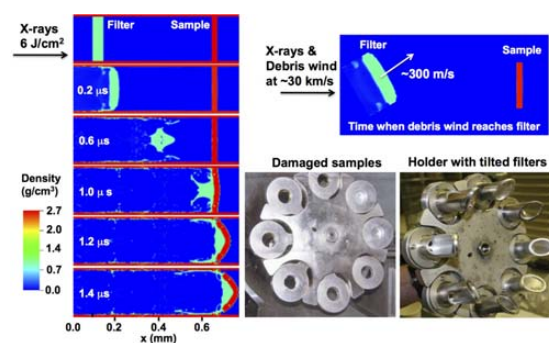 X-rays
6 J/cm²
Filter
Sample
0.2 µs
0.6 µs
1.0 µs
1.2 µs
1.4 µs
Density
(g/cm³)
2.7
2.0
1.4
0.7
0.0
0.0 0.2 0.4 0.6
x (mm)
X-rays &
Debris wind
at ~30 km/s
Filter
~300 m/s
Sample
Time when debris wind reaches filter
Damaged samples
Holder with tilted filters